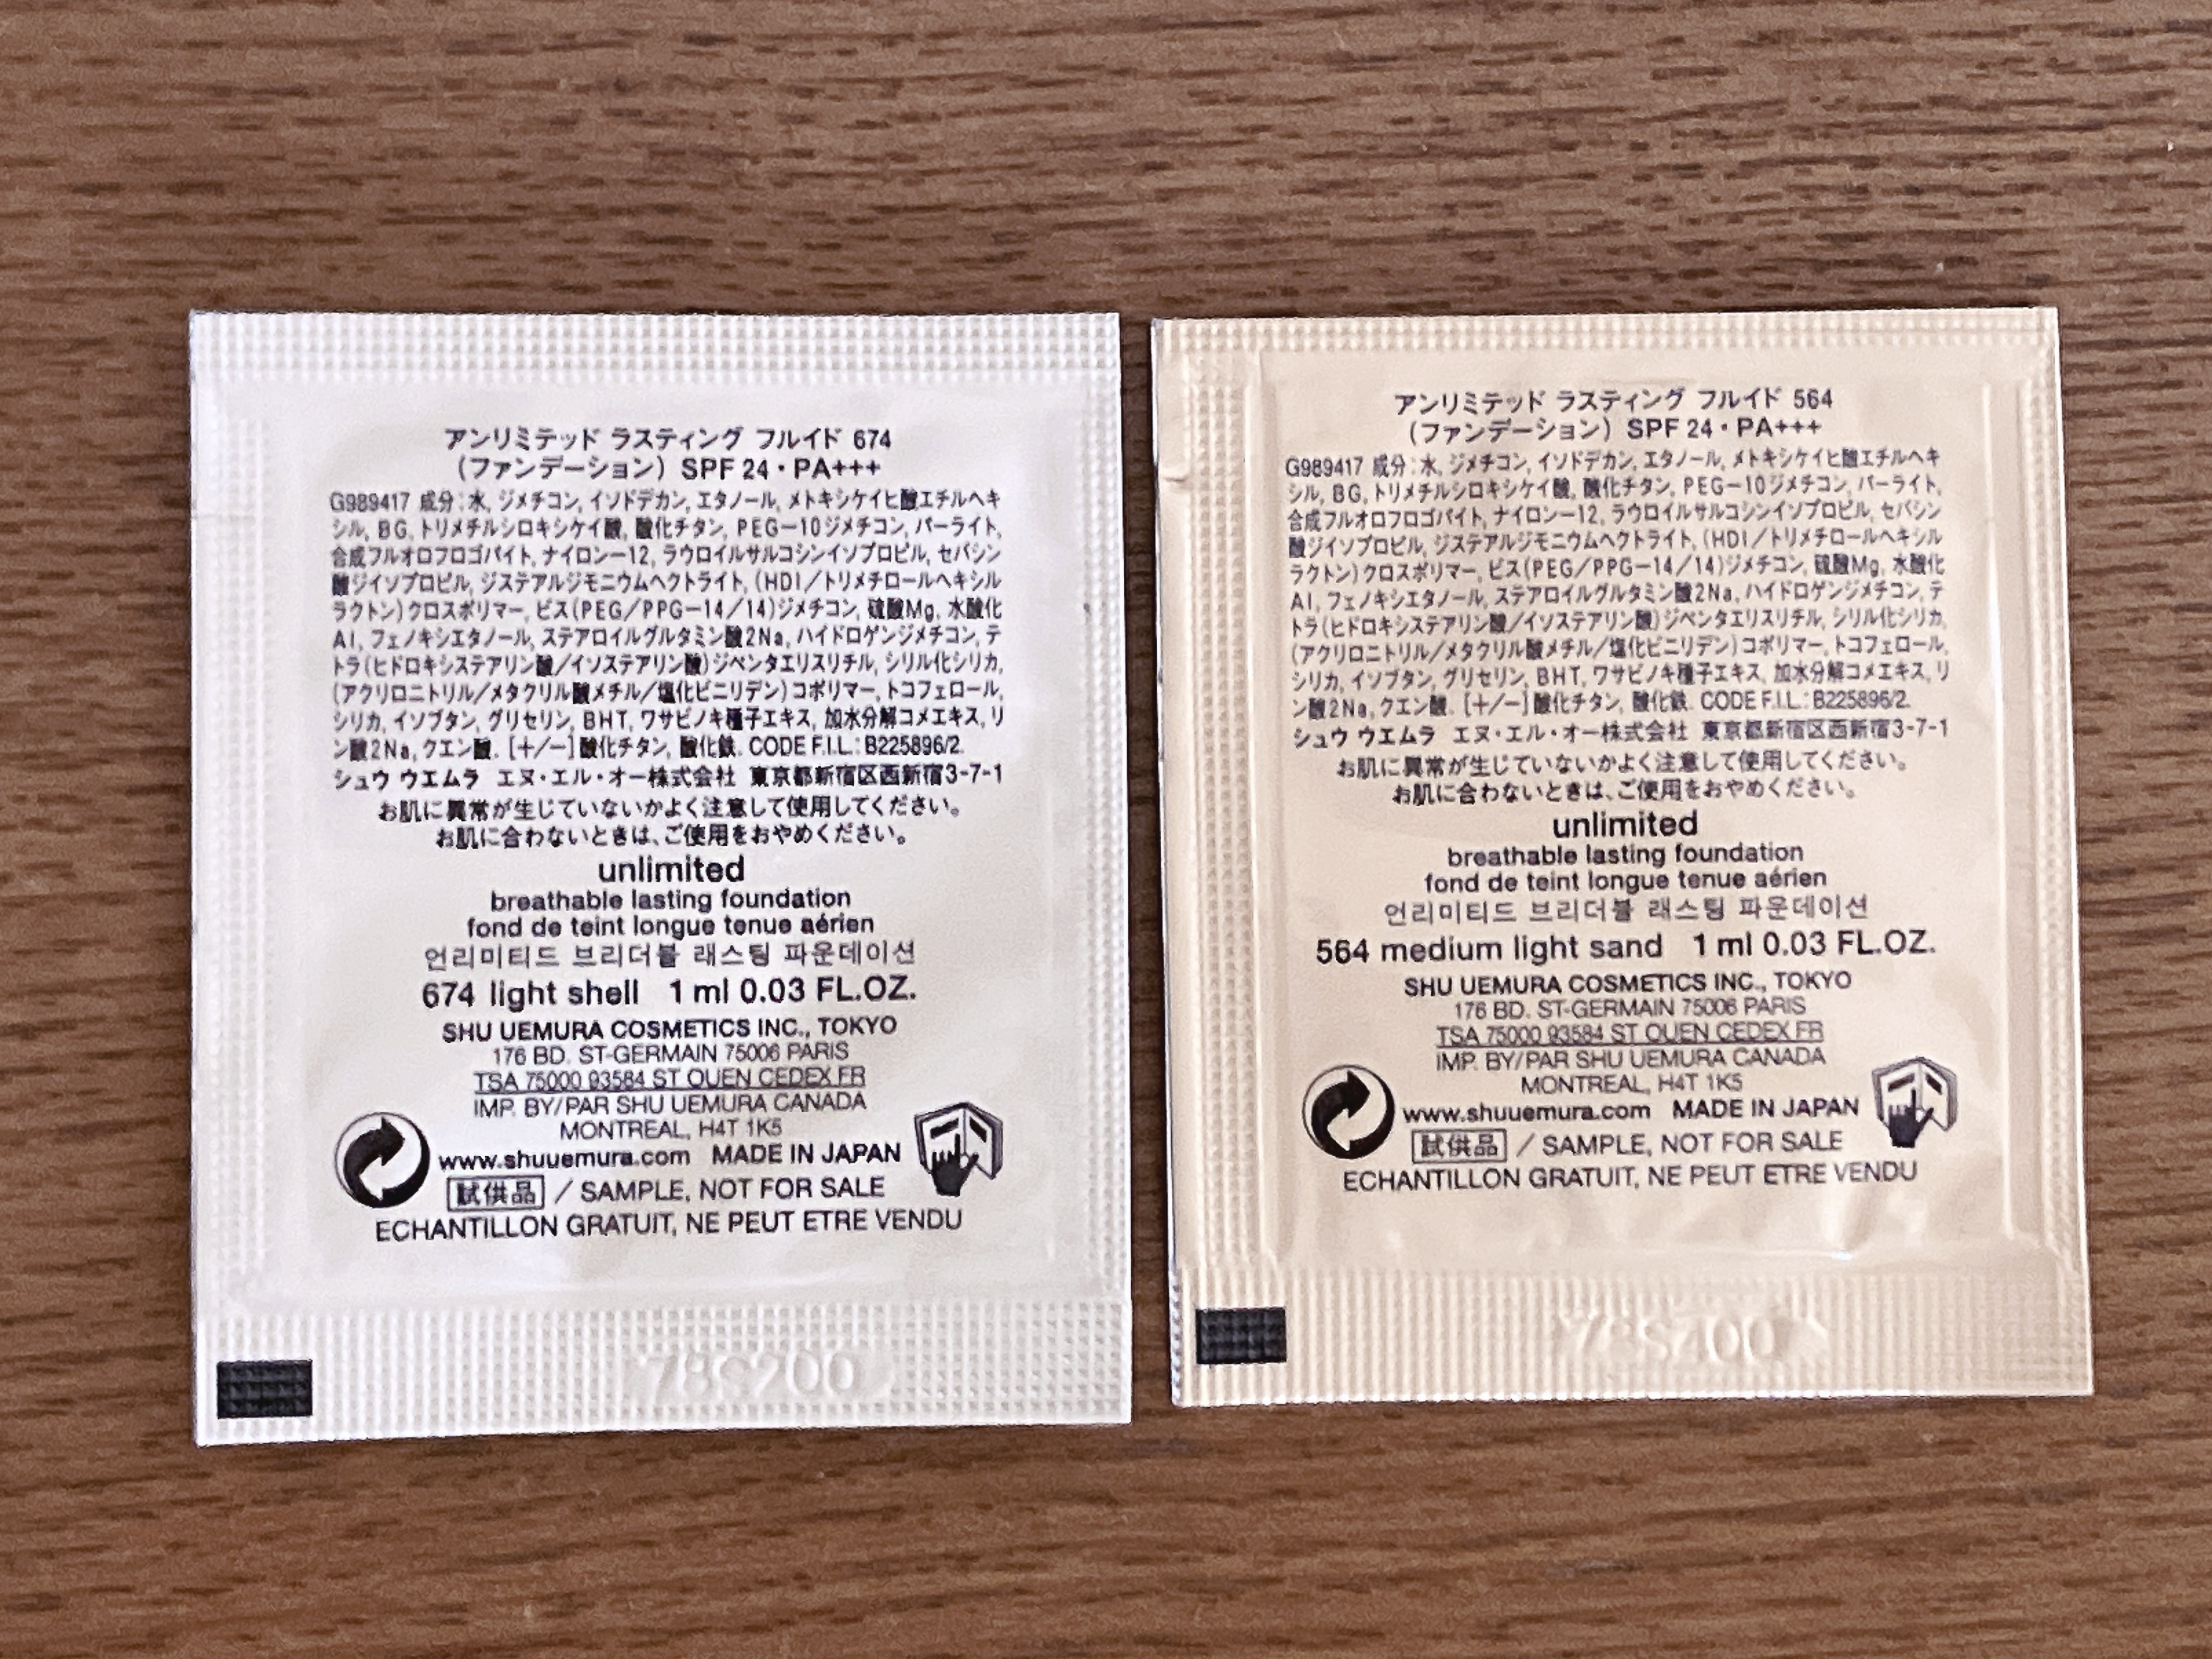 アンリミテッド ラスティング フルイド 674
(ファンデーション) SPF 24・PA+++
G989417 成分:水, ジメチコン, イソドデカン, エタノール, メトキシケイヒ酸エチルヘキ
シル, BG, トリメチルシロキシケイ酸, 酸化チタン, PEG－10ジメチコン, パーライト,
合成フルオロフロゴパイト, ナイロン－12, ラウロイルサルコシンイソプロピル, セバシン
酸ジイソプロピル, ジステアルジモニウムヘクトライト, (HDI／トリメチロールヘキシル
ラクトン)クロスポリマー, ビス(PEG／PPG－14／14)ジメチコン, 硫酸Mg, 水酸化
Al, フェノキシエタノール, ステアロイルグルタミン酸2Na, ハイドロゲンジメチコン, テ
トラ(ヒドロキシステアリン酸／イソステアリン酸)ジペンタエリスリチル, シリル化シリカ,
(アクリロニトリル／メタクリル酸メチル／塩化ビニリデン)コポリマー, トコフェロール,
シリカ, イソブタン, グリセリン, BHT, ワサビノキ種子エキス, 加水分解コメエキス, リ
ン酸2Na, クエン酸. [＋／－]酸化チタン, 酸化鉄. CODE F.I.L.: B225896/2.
シュウ ウエムラ エヌ・エル・オー株式会社 東京都新宿区西新宿3-7-1
お肌に異常が生じていないかよく注意して使用してください。
お肌に合わないときは、ご使用をおやめください。
unlimited
breathable lasting foundation
fond de teint longue tenue aérien
언리미티드 브리더블 래스팅 파운데이션
674 light shell 1 ml 0.03 FL.OZ.
SHU UEMURA COSMETICS INC., TOKYO
176 BD. ST-GERMAIN 75006 PARIS
TSA 75000 93584 ST OUEN CEDEX FR
IMP. BY/PAR SHU UEMURA CANADA
MONTREAL, H4T 1K5
www.shuuemura.com MADE IN JAPAN
試供品 / SAMPLE, NOT FOR SALE
ECHANTILLON GRATUIT, NE PEUT ETRE VENDU
アンリミテッド ラスティング フルイド 564
(ファンデーション) SPF 24・PA+++
G989417 成分:水, ジメチコン, イソドデカン, エタノール, メトキシケイヒ酸エチルヘキ
シル, BG, トリメチルシロキシケイ酸, 酸化チタン, PEG－10ジメチコン, パーライト,
合成フルオロフロゴパイト, ナイロン－12, ラウロイルサルコシンイソプロピル, セバシン
酸ジイソプロピル, ジステアルジモニウムヘクトライト, (HDI／トリメチロールヘキシル
ラクトン)クロスポリマー, ビス(PEG／PPG－14／14)ジメチコン, 硫酸Mg, 水酸化
Al, フェノキシエタノール, ステアロイルグルタミン酸2Na, ハイドロゲンジメチコン, テ
トラ(ヒドロキシステアリン酸／イソステアリン酸)ジペンタエリスリチル, シリル化シリカ,
(アクリロニトリル／メタクリル酸メチル／塩化ビニリデン)コポリマー, トコフェロール,
シリカ, イソブタン, グリセリン, BHT, ワサビノキ種子エキス, 加水分解コメエキス, リ
ン酸2Na, クエン酸. [＋／－]酸化チタン, 酸化鉄. CODE F.I.L.: B225896/2.
シュウ ウエムラ エヌ・エル・オー株式会社 東京都新宿区西新宿3-7-1
お肌に異常が生じていないかよく注意して使用してください。
お肌に合わないときは、ご使用をおやめください。
unlimited
breathable lasting foundation
fond de teint longue tenue aérien
언리미티드 브리더블 래스팅 파운데이션
564 medium light sand 1 ml 0.03 FL.OZ.
SHU UEMURA COSMETICS INC., TOKYO
176 BD. ST-GERMAIN 75006 PARIS
TSA 75000 93584 ST OUEN CEDEX FR
IMP. BY/PAR SHU UEMURA CANADA
MONTREAL, H4T 1K5
www.shuuemura.com MADE IN JAPAN
試供品 / SAMPLE, NOT FOR SALE
ECHANTILLON GRATUIT, NE PEUT ETRE VENDU